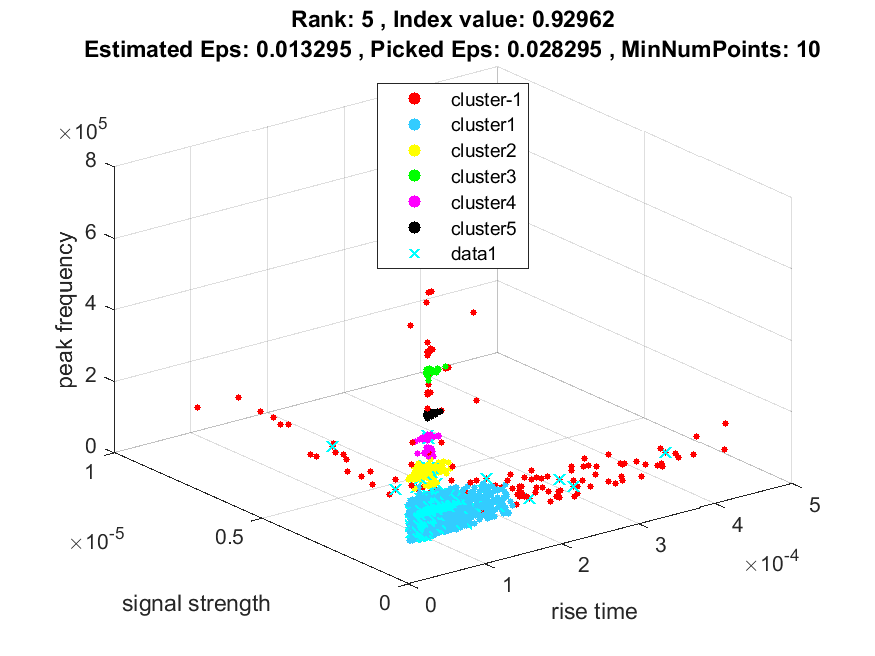 Rank: 5 , Index value: 0.92962
Estimated Eps: 0.013295 , Picked Eps: 0.028295 , MinNumPoints: 10
cluster-1
cluster1
cluster2
cluster3
cluster4
cluster5
data1
×10⁵
8
6
4
2
0
peak frequency
1
0.5
0
×10⁻⁵
signal strength
0
1
2
3
4
5
×10⁻⁴
rise time